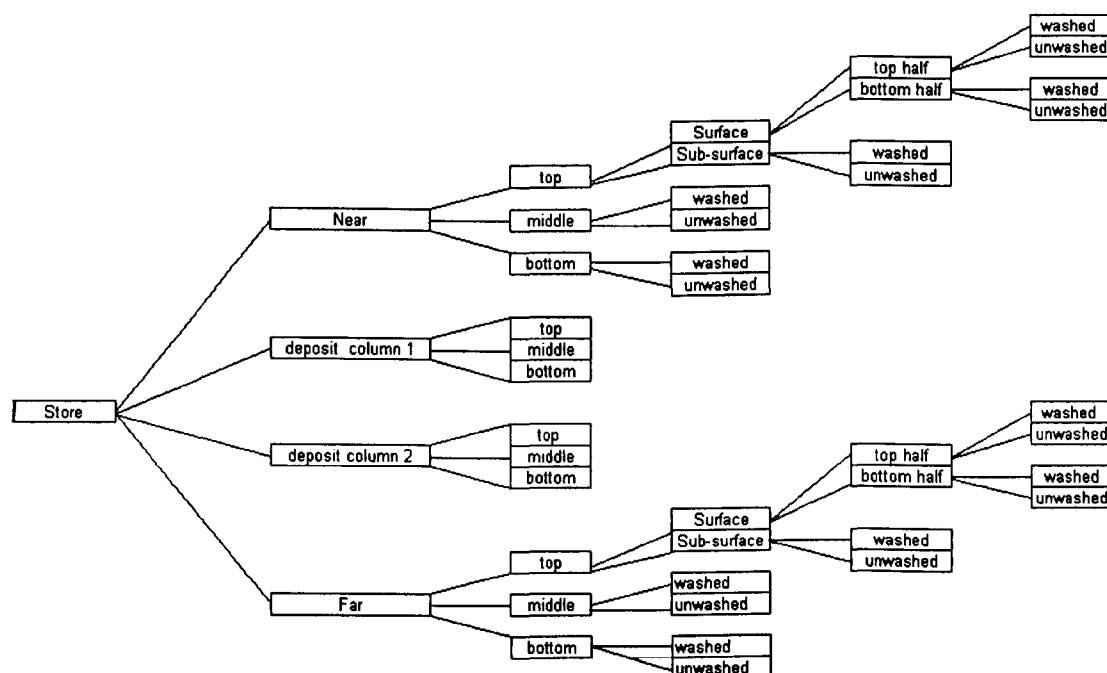 washed
unwashed
top half
bottom half
washed
unwashed
Surface
Sub-surface
washed
unwashed
top
washed
unwashed
Near
middle
bottom
washed
unwashed
top
deposit column 1
middle
bottom
Store
washed
unwashed
top
deposit column 2
middle
bottom
top half
bottom half
washed
unwashed
Surface
Sub-surface
washed
unwashed
top
washed
unwashed
Far
middle
bottom
washed
unwashed